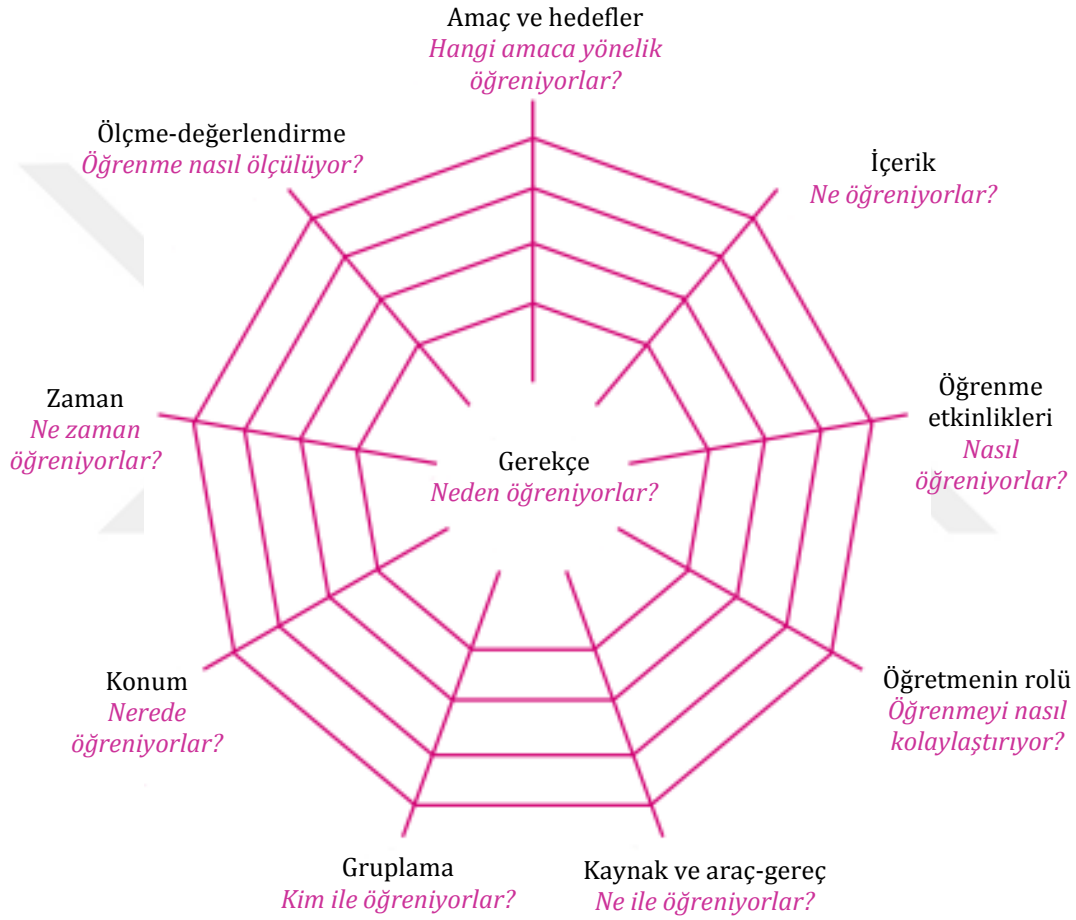 Amaç ve hedefler
Hangi amaca yönelik
öğreniyorlar?
İçerik
Ne öğreniyorlar?
Öğrenme
etkinlikleri
Nasıl
öğreniyorlar?
Öğretmenin rolü
Öğrenmeyi nasıl
kolaylaştırıyor?
Kaynak ve araç-gereç
Ne ile öğreniyorlar?
Gruplama
Kim ile öğreniyorlar?
Konum
Nerede
öğreniyorlar?
Zaman
Ne zaman
öğreniyorlar?
Ölçme-değerlendirme
Öğrenme nasıl ölçülüyor?
Gerekçe
Neden öğreniyorlar?